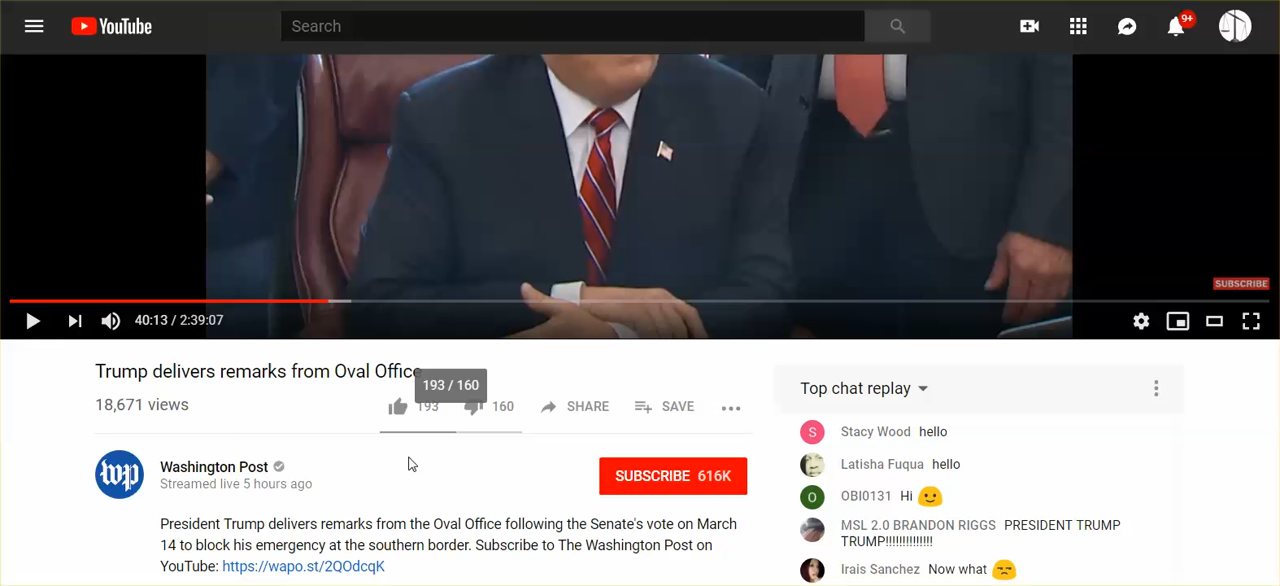 YouTube
Search
9+
SUBSCRIBE
40:13 / 2:39:07
Trump delivers remarks from Oval Office
193 / 160
18,671 views
193 160 SHARE SAVE
Washington Post
Streamed live 5 hours ago
SUBSCRIBE 616K
wp
President Trump delivers remarks from the Oval Office following the Senate's vote on March
14 to block his emergency at the southern border. Subscribe to The Washington Post on
YouTube: https://wapo.st/2QOdcqK
Top chat replay
S Stacy Wood hello
Latisha Fuqua hello
O OBI0131 Hi
MSL 2.0 BRANDON RIGGS PRESIDENT TRUMP
TRUMP!!!!!!!!!!!!!!
Irais Sanchez Now what